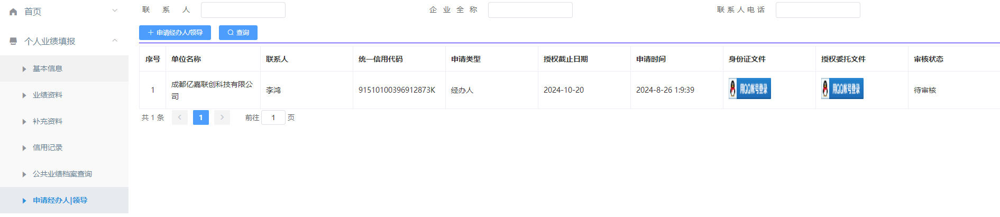 首页
个人业绩填报
基本信息
业绩资料
补充资料
信用记录
公共业绩档案查询
申请经办人|领导
联系人 企业全称 联系人电话
申请经办人/领导 查询
序号 单位名称 联系人 统一信用代码 申请类型 授权截止日期 申请时间 身份证文件 授权委托文件 审核状态
1 成都亿嘉联创科技有限公 李鸿 91510100396912873K 经办人 2024-10-20 2024-8-26 1:9:39 用QQ帐号登录 用QQ帐号登录 待审核
司
共 1 条 1 前往 1 页